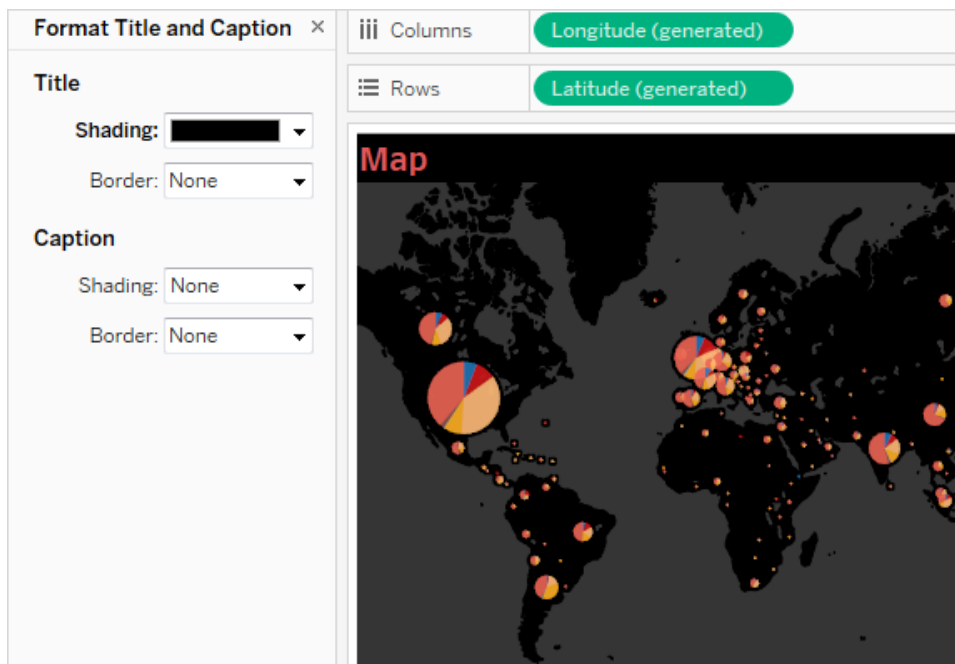 Format Title and Caption ×
Title
Shading:
Border: None
Caption
Shading: None
Border: None
Columns Longitude (generated)
Rows Latitude (generated)
Map